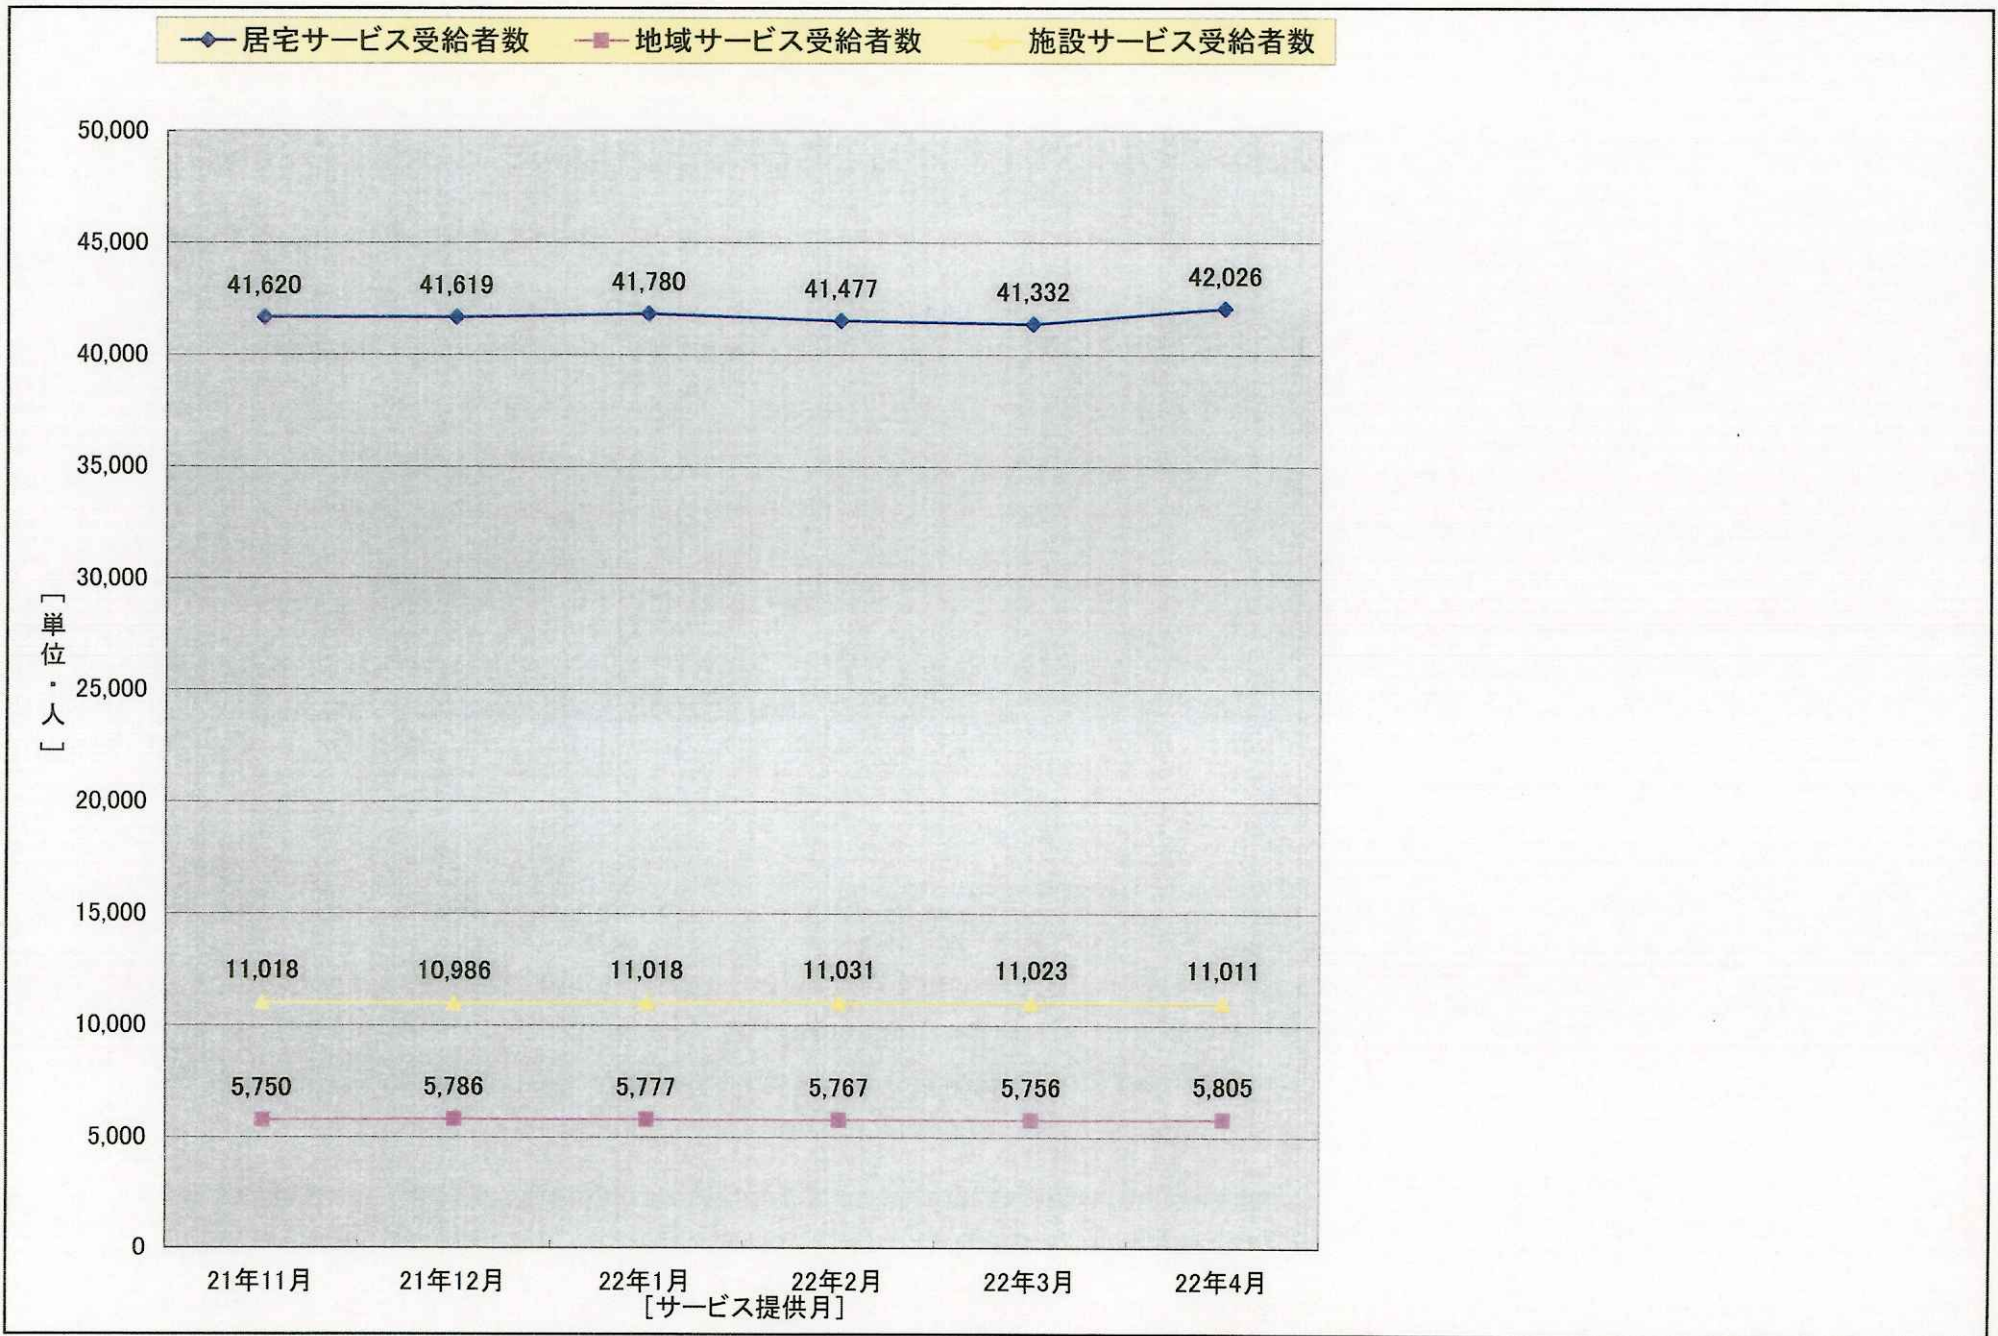 居宅サービス受給者数 地域サービス受給者数 施設サービス受給者数
50,000
45,000
40,000
35,000
30,000
25,000
20,000
15,000
10,000
5,000
0
[単位・人]
41,620 41,619 41,780 41,477 41,332 42,026
11,018 10,986 11,018 11,031 11,023 11,011
5,750 5,786 5,777 5,767 5,756 5,805
21年11月 21年12月 22年1月 22年2月 22年3月 22年4月
[サービス提供月]